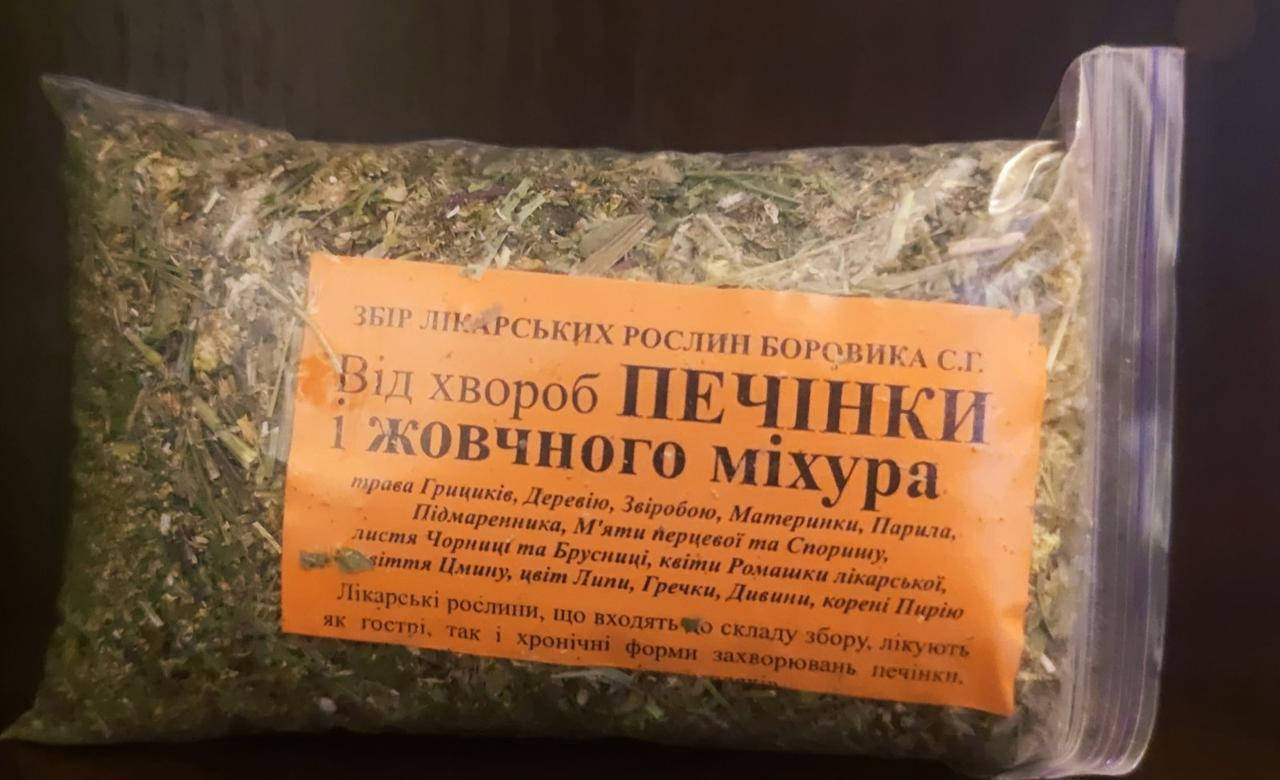 ЗБІР ЛІКАРСЬКИХ РОСЛИН БОРОВИКА С.Г.
Від хвороб ПЕЧІНКИ
і жовчного міхура
трава Грициків, Деревію, Звіробою, Материнки, Парила,
Підмаренника, М'яти перцевої та Споришу,
листя Чорниці та Брусниці, квіти Ромашки лікарської,
Цмину, цвіт Липи, Гречки, Дивини, корені Пирію
Лікарські рослини, що входять до складу збору, лікують
як гострі, так і хронічні форми захворювань печінки,